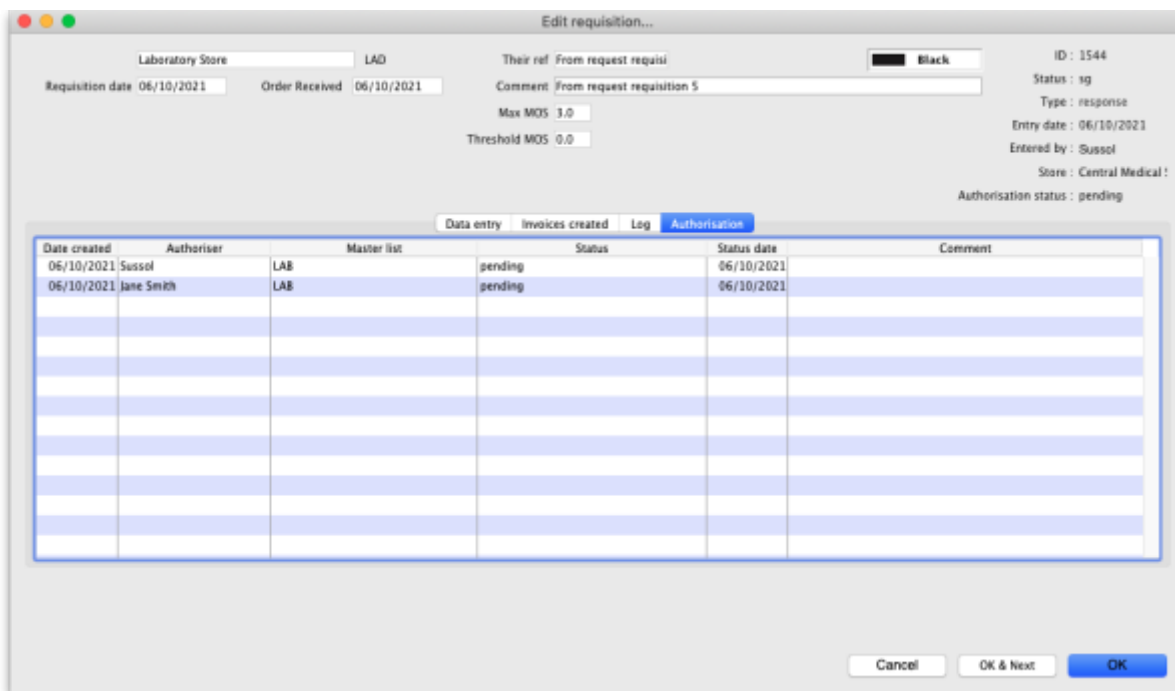 Edit requisition...
Laboratory Store LAD Their ref From request requisi Black ID : 1544
Requisition date 06/10/2021 Order Received 06/10/2021 Comment From request requisition 5 Status : sg
Max MOS 3.0 Type : response
Threshold MOS 0.0 Entry date : 06/10/2021
Entered by : Sussol
Store : Central Medical
Authorisation status : pending
Data entry Invoices created Log Authorisation
Date created Authoriser Master list Status Status date Comment
06/10/2021 Sussol LAB pending 06/10/2021
06/10/2021 Jane Smith LAB pending 06/10/2021
Cancel OK & Next OK